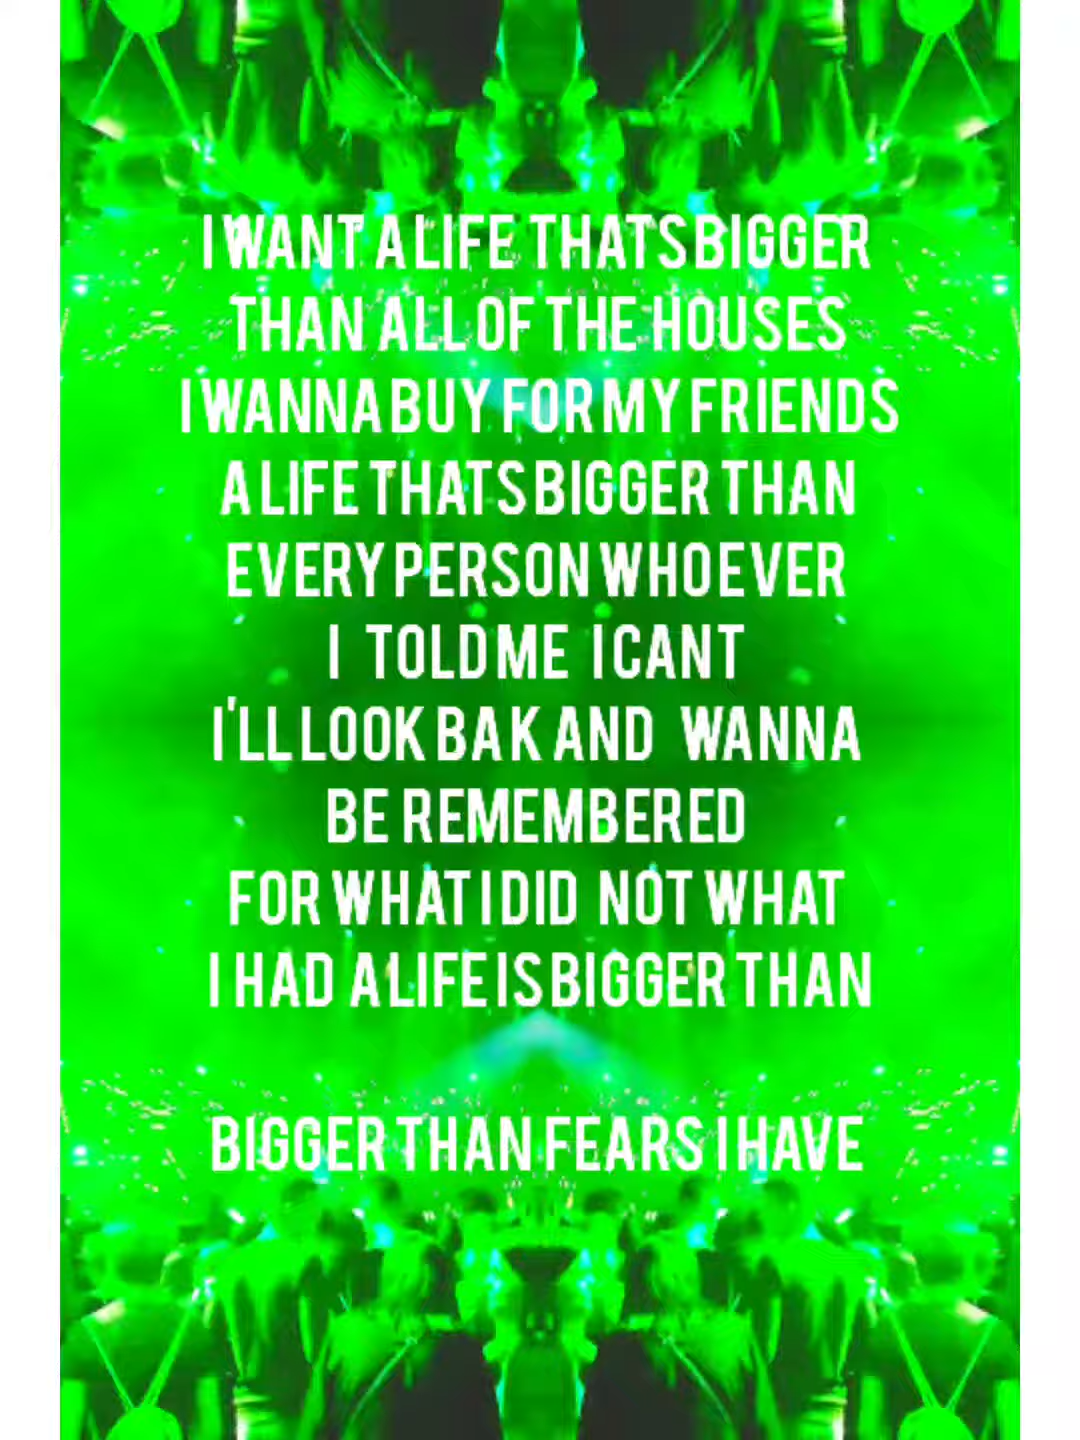 I WANT A LIFE THATS BIGGER
THAN ALL OF THE HOUSES
I WANNA BUY FOR MY FRIENDS
A LIFE THATS BIGGER THAN
EVERY PERSON WHO EVER
I TOLD ME I CANT
I'LL LOOK BAK AND WANNA
BE REMEMBERED
FOR WHAT I DID NOT WHAT
I HAD A LIFE IS BIGGER THAN
BIGGER THAN FEARS I HAVE